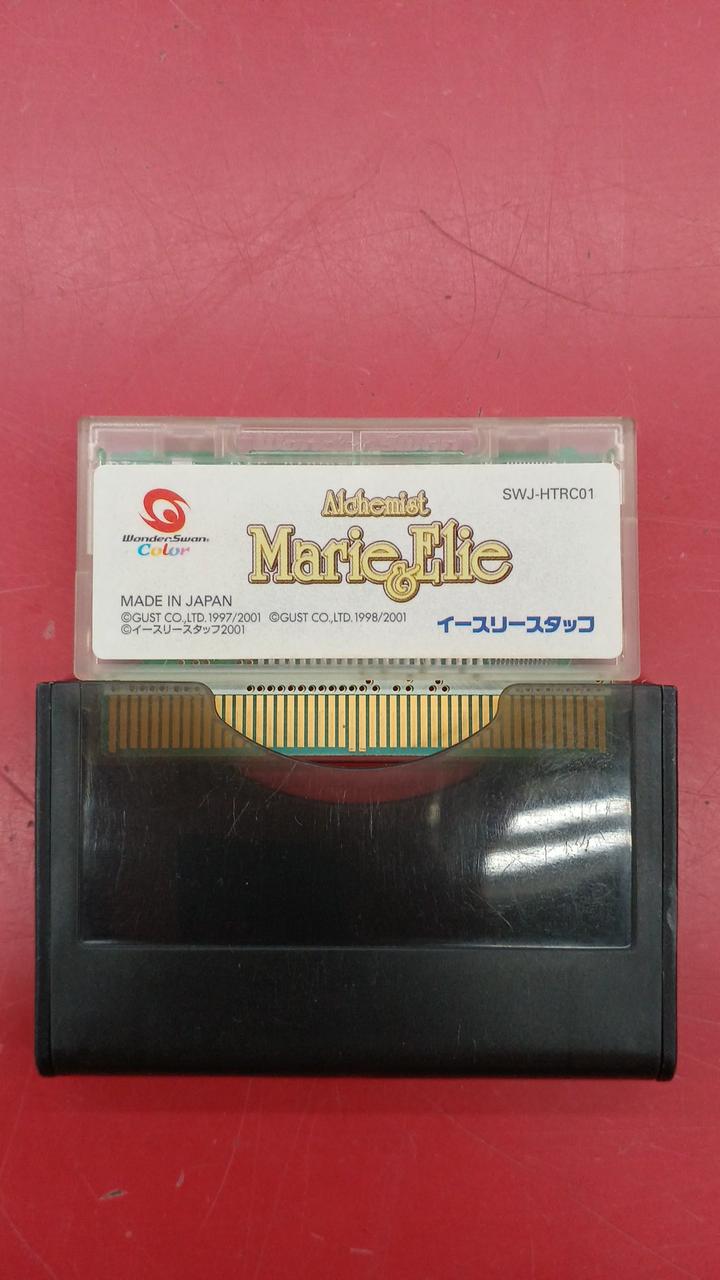 WonderSwan
WonderSwan
Color
Alchemist
Marie & Elie
SWJ-HTRC01
MADE IN JAPAN
©GUST CO.,LTD. 1997/2001 ©GUST CO.,LTD. 1998/2001
©イースリースタッフ2001
イースリースタッフ